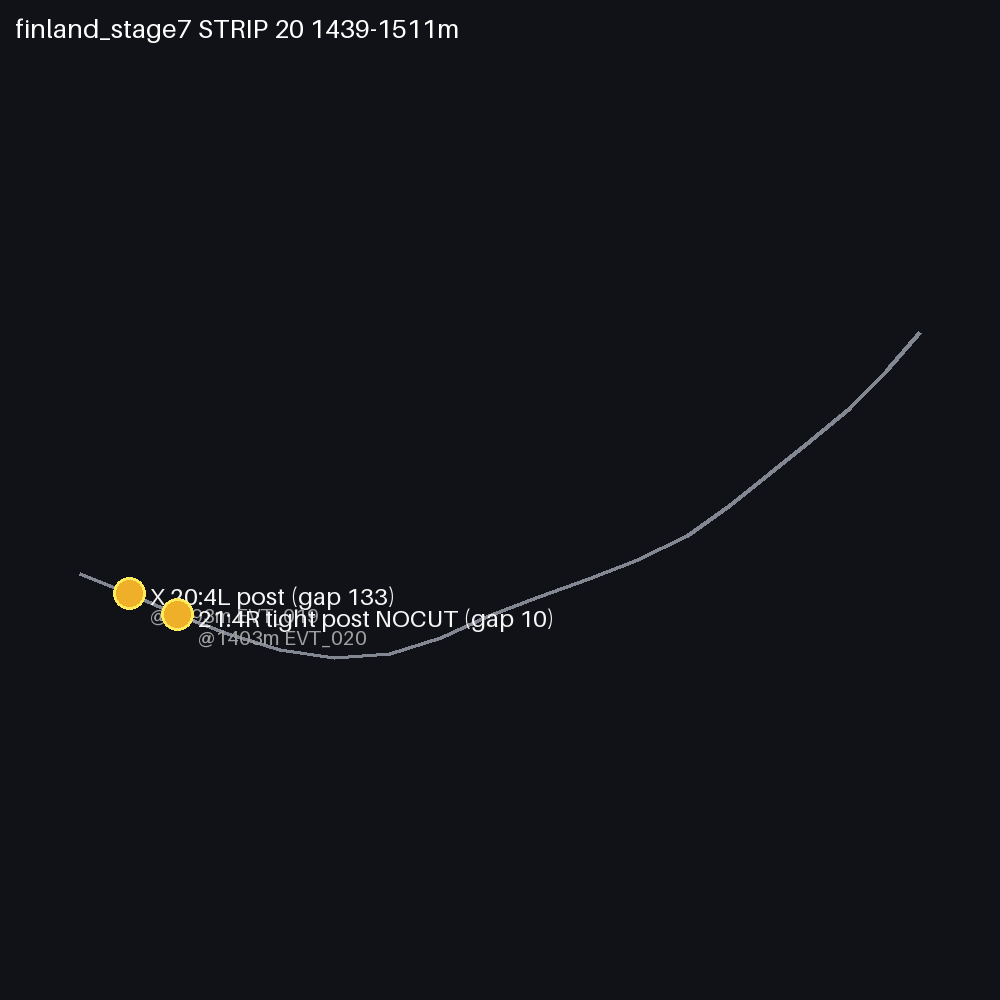 finland_stage7 STRIP 20 1439-1511m
X 20:4L post (gap 133)
EVT_019
21:4R tight post NOCUT (gap 10)
@1403m EVT_020